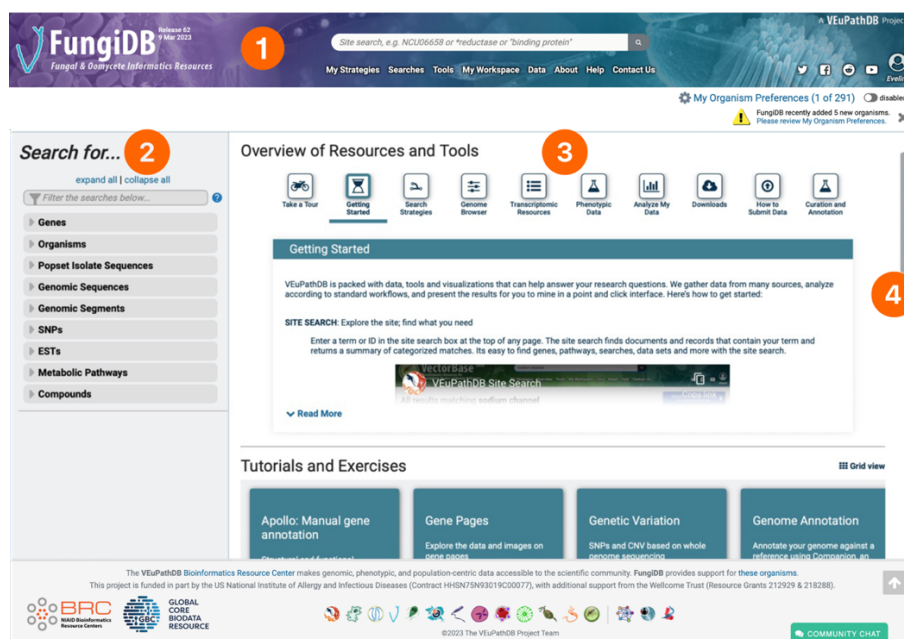 FungiDB
Release 62
9 Mar 2023
Fungal & Oomycete Informatics Resources
1
Site search, e.g. NCU06658 or *reductase or "binding protein"
A VEuPathDB Project
My Strategies Searches Tools My Workspace Data About Help Contact Us
My Organism Preferences (1 of 291) disabled
FungiDB recently added 5 new organisms.
Please review My Organism Preferences.
Search for...
2
expand all | collapse all
Filter the searches below...
Genes
Organisms
Popset Isolate Sequences
Genomic Sequences
Genomic Segments
SNPs
ESTs
Metabolic Pathways
Compounds
Overview of Resources and Tools
3
Take a Tour
Getting Started
Search Strategies
Genome Browser
Transcriptomic Resources
Phenotypic Data
Analyze My Data
Downloads
How to Submit Data
Curation and Annotation
Getting Started
VEuPathDB is packed with data, tools and visualizations that can help answer your research questions. We gather data from many sources, analyze
according to standard workflows, and present the results for you to mine in a point and click interface. Here's how to get started:
4
SITE SEARCH: Explore the site; find what you need
Enter a term or ID in the site search box at the top of any page. The site search finds documents and records that contain your term and
returns a summary of categorized matches. Its easy to find genes, pathways, searches, data sets and more with the site search.
VectorBase
VEuPathDB Site Search
All results matching sodium channel
Read More
Tutorials and Exercises
Grid view
Apollo: Manual gene
annotation
Gene Pages
Explore the data and images on
gene pages
Genetic Variation
SNPs and CNV based on whole
genome sequencing
Genome Annotation
Annotate your genome against a
reference using Companion, an
The VEuPathDB Bioinformatics Resource Center makes genomic, phenotypic, and population-centric data accessible to the scientific community. FungiDB provides support for these organisms.
This project is funded in part by the US National Institute of Allergy and Infectious Diseases (Contract HHSN75N93019C00077), with additional support from the Wellcome Trust (Resource Grants 212929 & 218288).
BRC
NIAID Bioinformatics
Resource Centers
GBC
GLOBAL
CORE
BIODATA
RESOURCE
©2023 The VEuPathDB Project Team
COMMUNITY CHAT